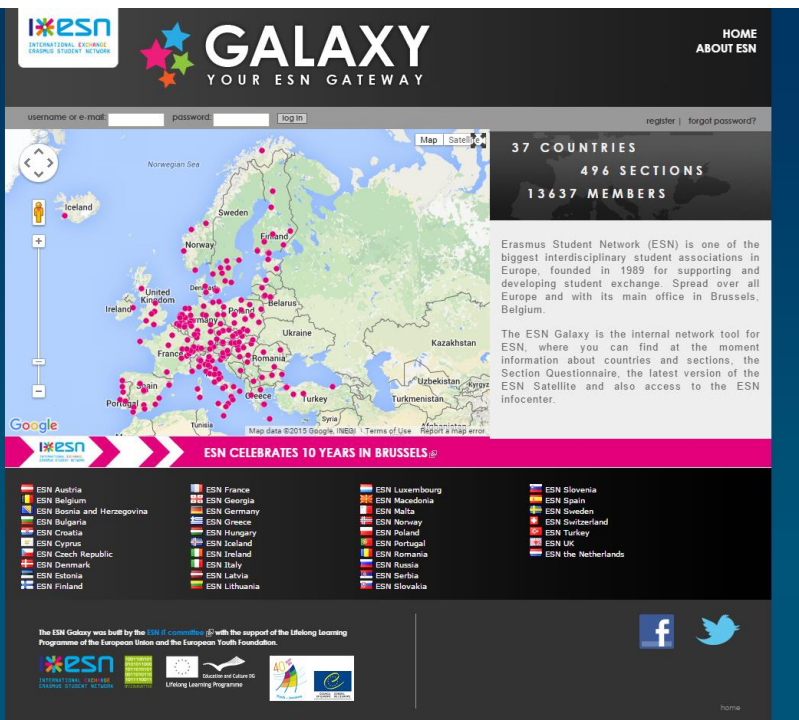 esn
INTERNATIONAL EXCHANGE
ERASMUS STUDENT NETWORK
GALAXY
YOUR ESN GATEWAY
HOME
ABOUT ESN
username or e-mail:
password:
log in
register | forgot password?
Map
Satellite
Norwegian Sea
Iceland
Sweden
Finland
Norway
United
Kingdom
Ireland
Poland
Belarus
Ukraine
Kazakhstan
France
Romania
Spain
Portugal
Greece
Turkey
Uzbekistan
Kyrgyz
Turkmenistan
Syria
Afghanistan
Tunisia
Google
Map data ©2015 Google, INEGI
Terms of Use
Report a map error
37 COUNTRIES
496 SECTIONS
13637 MEMBERS
Erasmus Student Network (ESN) is one of the
biggest interdisciplinary student associations in
Europe, founded in 1989 for supporting and
developing student exchange. Spread over all
Europe and with its main office in Brussels,
Belgium.
The ESN Galaxy is the internal network tool for
ESN, where you can find at the moment
information about countries and sections, the
Section Questionnaire, the latest version of the
ESN Satellite and also access to the ESN
infocenter.
esn
ESN CELEBRATES 10 YEARS IN BRUSSELS
ESN Austria
ESN Belgium
ESN Bosnia and Herzegovina
ESN Bulgaria
ESN Croatia
ESN Cyprus
ESN Czech Republic
ESN Denmark
ESN Estonia
ESN Finland
ESN France
ESN Georgia
ESN Germany
ESN Greece
ESN Hungary
ESN Iceland
ESN Ireland
ESN Italy
ESN Latvia
ESN Lithuania
ESN Luxembourg
ESN Macedonia
ESN Malta
ESN Norway
ESN Poland
ESN Portugal
ESN Romania
ESN Russia
ESN Serbia
ESN Slovakia
ESN Slovenia
ESN Spain
ESN Sweden
ESN Switzerland
ESN Turkey
ESN UK
ESN the Netherlands
The ESN Galaxy was built by the ESN IT committee with the support of the Lifelong Learning
Programme of the European Union and the European Youth Foundation.
esn
INTERNATIONAL EXCHANGE
ERASMUS STUDENT NETWORK
Education and Culture DG
Lifelong Learning Programme
40
home